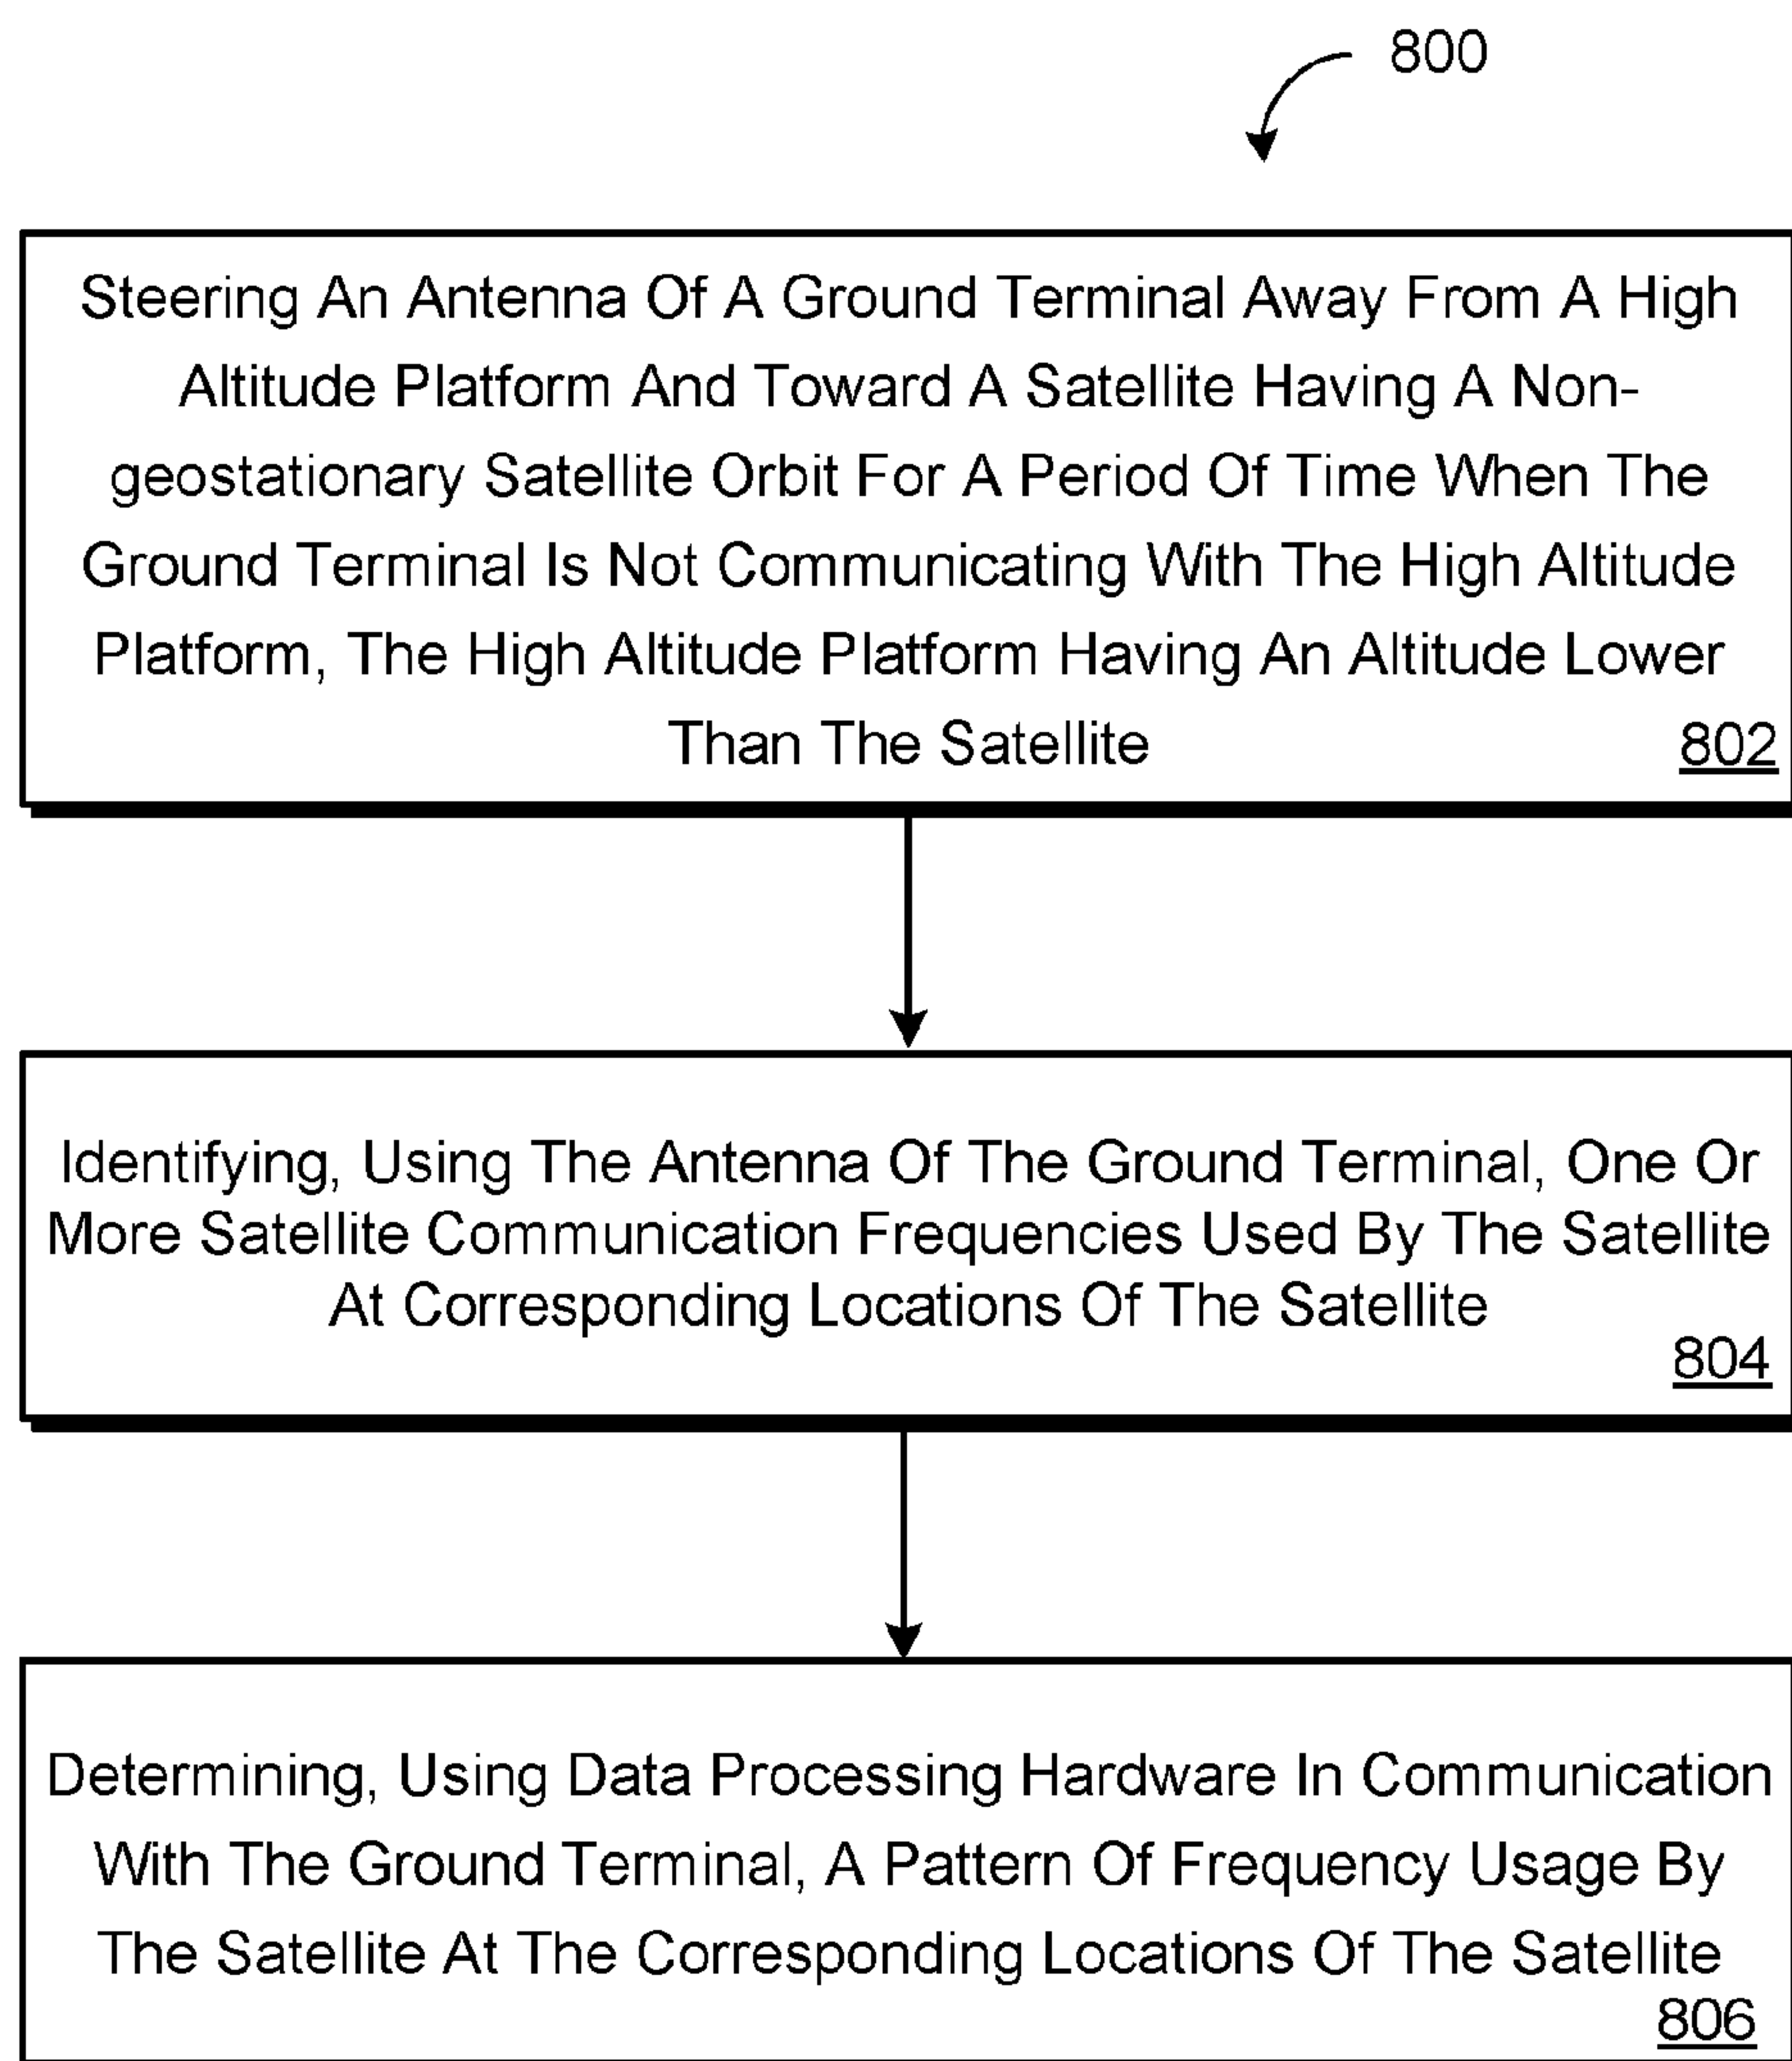 800
Steering An Antenna Of A Ground Terminal Away From A High
Altitude Platform And Toward A Satellite Having A Non-
geostationary Satellite Orbit For A Period Of Time When The
Ground Terminal Is Not Communicating With The High Altitude
Platform, The High Altitude Platform Having An Altitude Lower
Than The Satellite
802
Identifying, Using The Antenna Of The Ground Terminal, One Or
More Satellite Communication Frequencies Used By The Satellite
At Corresponding Locations Of The Satellite
804
Determining, Using Data Processing Hardware In Communication
With The Ground Terminal, A Pattern Of Frequency Usage By
The Satellite At The Corresponding Locations Of The Satellite
806